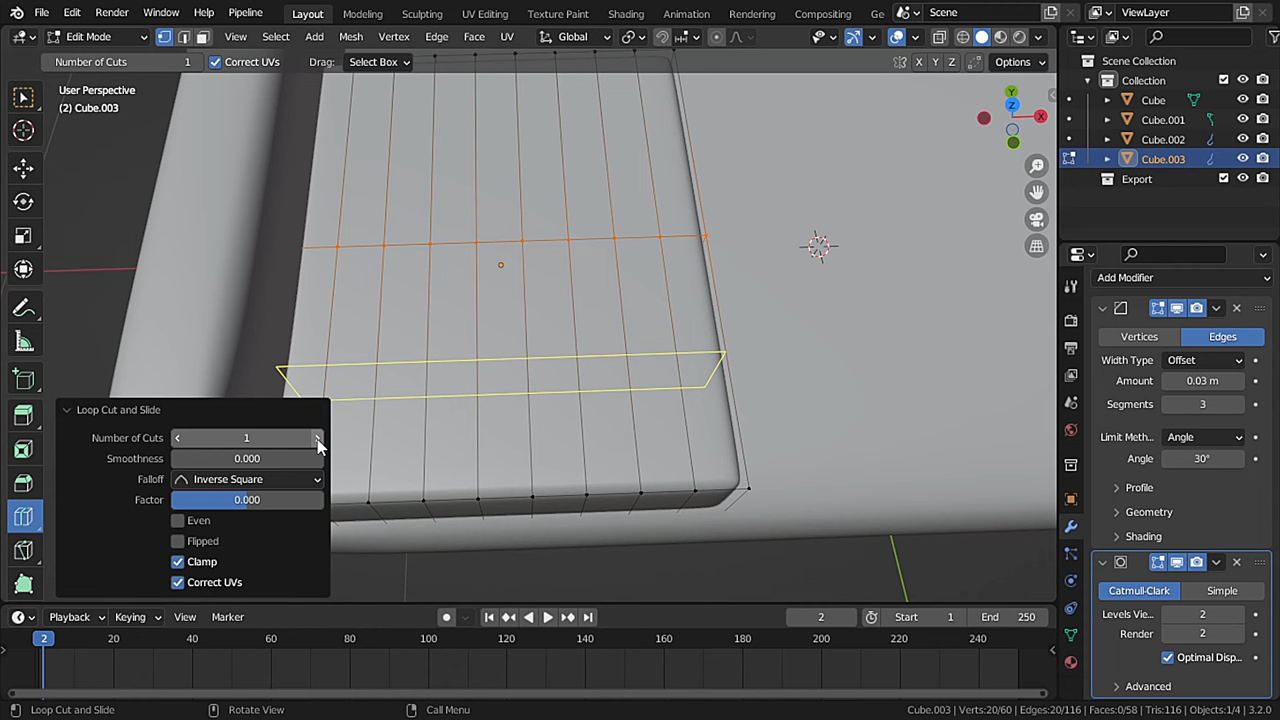 File Edit Render Window Help Layout Modeling Sculpting UV Editing Texture Paint Shading Animation Rendering Compositing Ge Scene ViewLayer
Edit Mode View Select Add Mesh Vertex Edge Face UV Global
Number of Cuts 1 Correct UVs Drag: Select Box X Y Z Options
User Perspective
(2) Cube.003
Y
Z
X
Scene Collection
Collection
Cube
Cube.001
Cube.002
Cube.003
Export
Add Modifier
Vertices Edges
Width Type Offset
Amount 0.03 m
Segments 3
Limit Meth... Angle
Angle 30°
Profile
Geometry
Shading
Catmull-Clark Simple
Levels Vie... 2
Render 2
Optimal Disp...
Advanced
Loop Cut and Slide
Number of Cuts 1
Smoothness 0.000
Falloff Inverse Square
Factor 0.000
Even
Flipped
Clamp
Correct UVs
Playback Keying View Marker 2 Start 1 End 250
2 20 40 60 80 100 120 140 160 180 200 220 240
Loop Cut and Slide Rotate View Call Menu Cube.003 | Verts:20/60 | Edges:20/116 | Faces:0/58 | Tris:116 | Objects:1/4 | 3.2.0